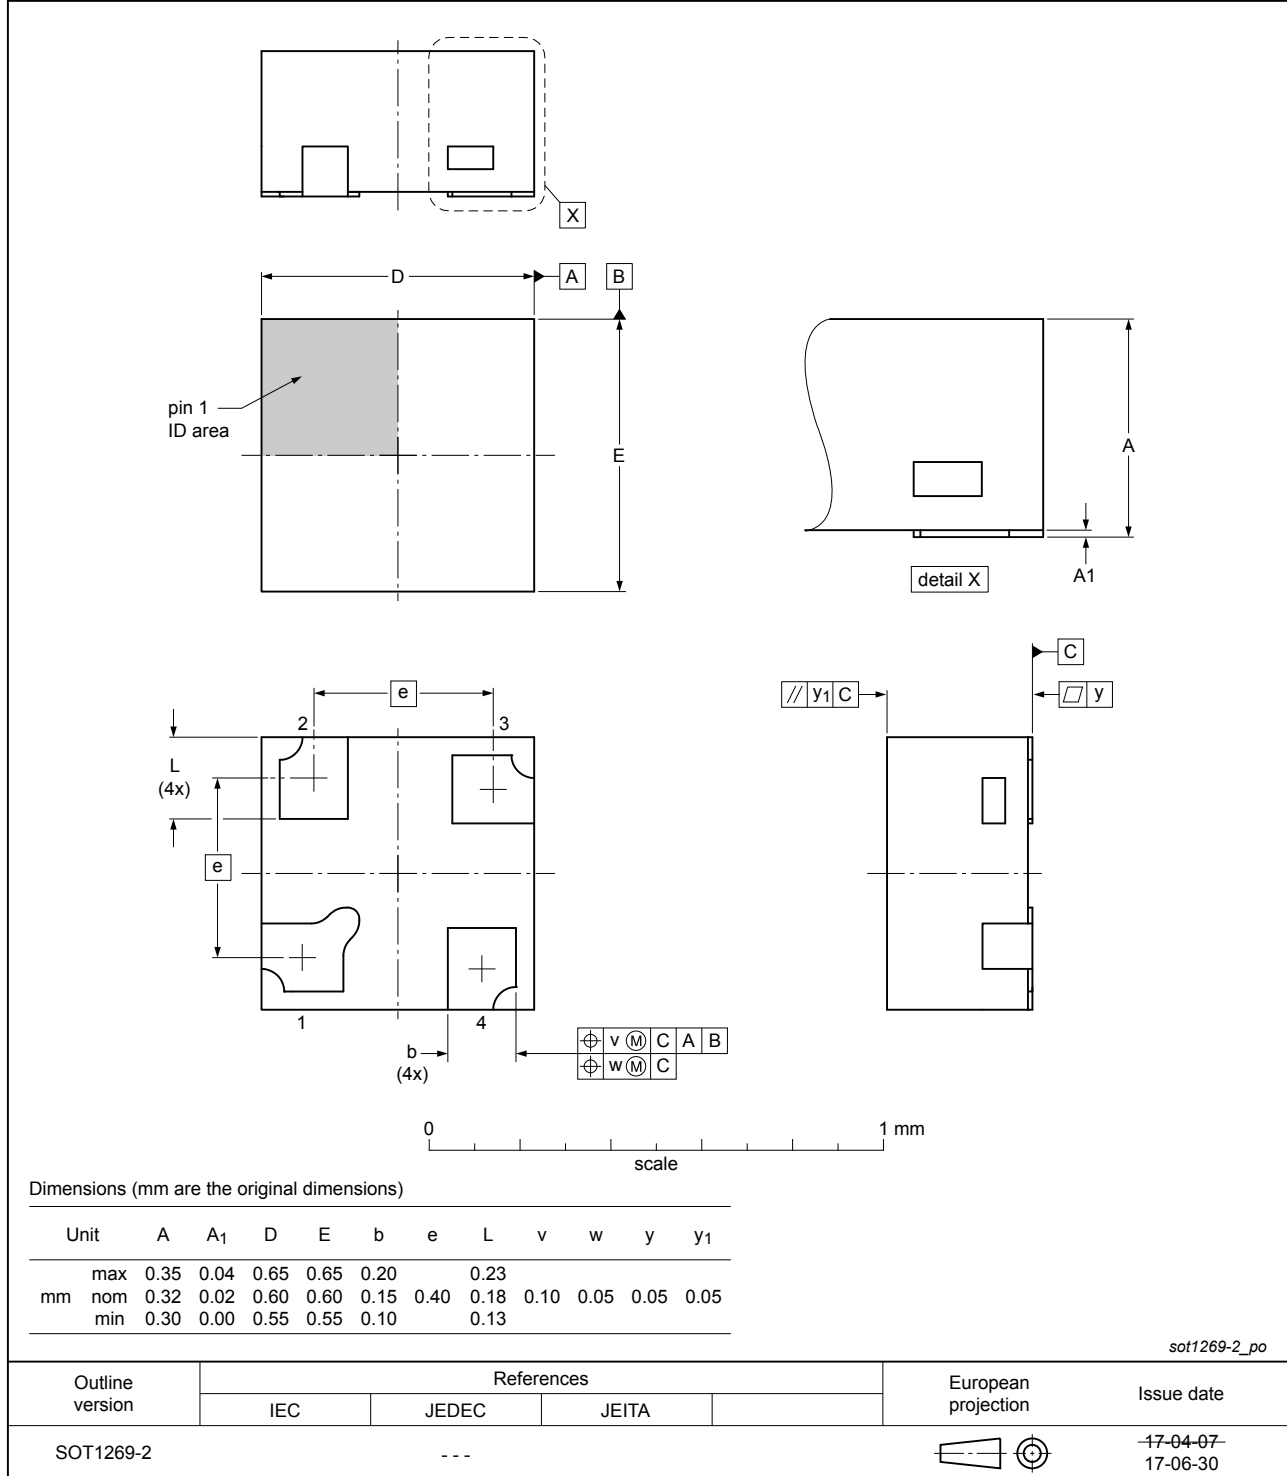 X
D
A
B
pin 1
ID area
E
A
A1
detail X
C
// y1 C
y
e
2
3
L
(4x)
e
1
4
b
(4x)
v M C A B
w M C
0
1 mm
scale
Dimensions (mm are the original dimensions)
Unit A A1 D E b e L v w y y1
max 0.35 0.04 0.65 0.65 0.20 0.23
mm nom 0.32 0.02 0.60 0.60 0.15 0.40 0.18 0.10 0.05 0.05 0.05
min 0.30 0.00 0.55 0.55 0.10 0.13
sot1269-2_po
Outline
version
References
IEC JEDEC JEITA
European
projection
Issue date
SOT1269-2
- - -
17-04-07
17-06-30